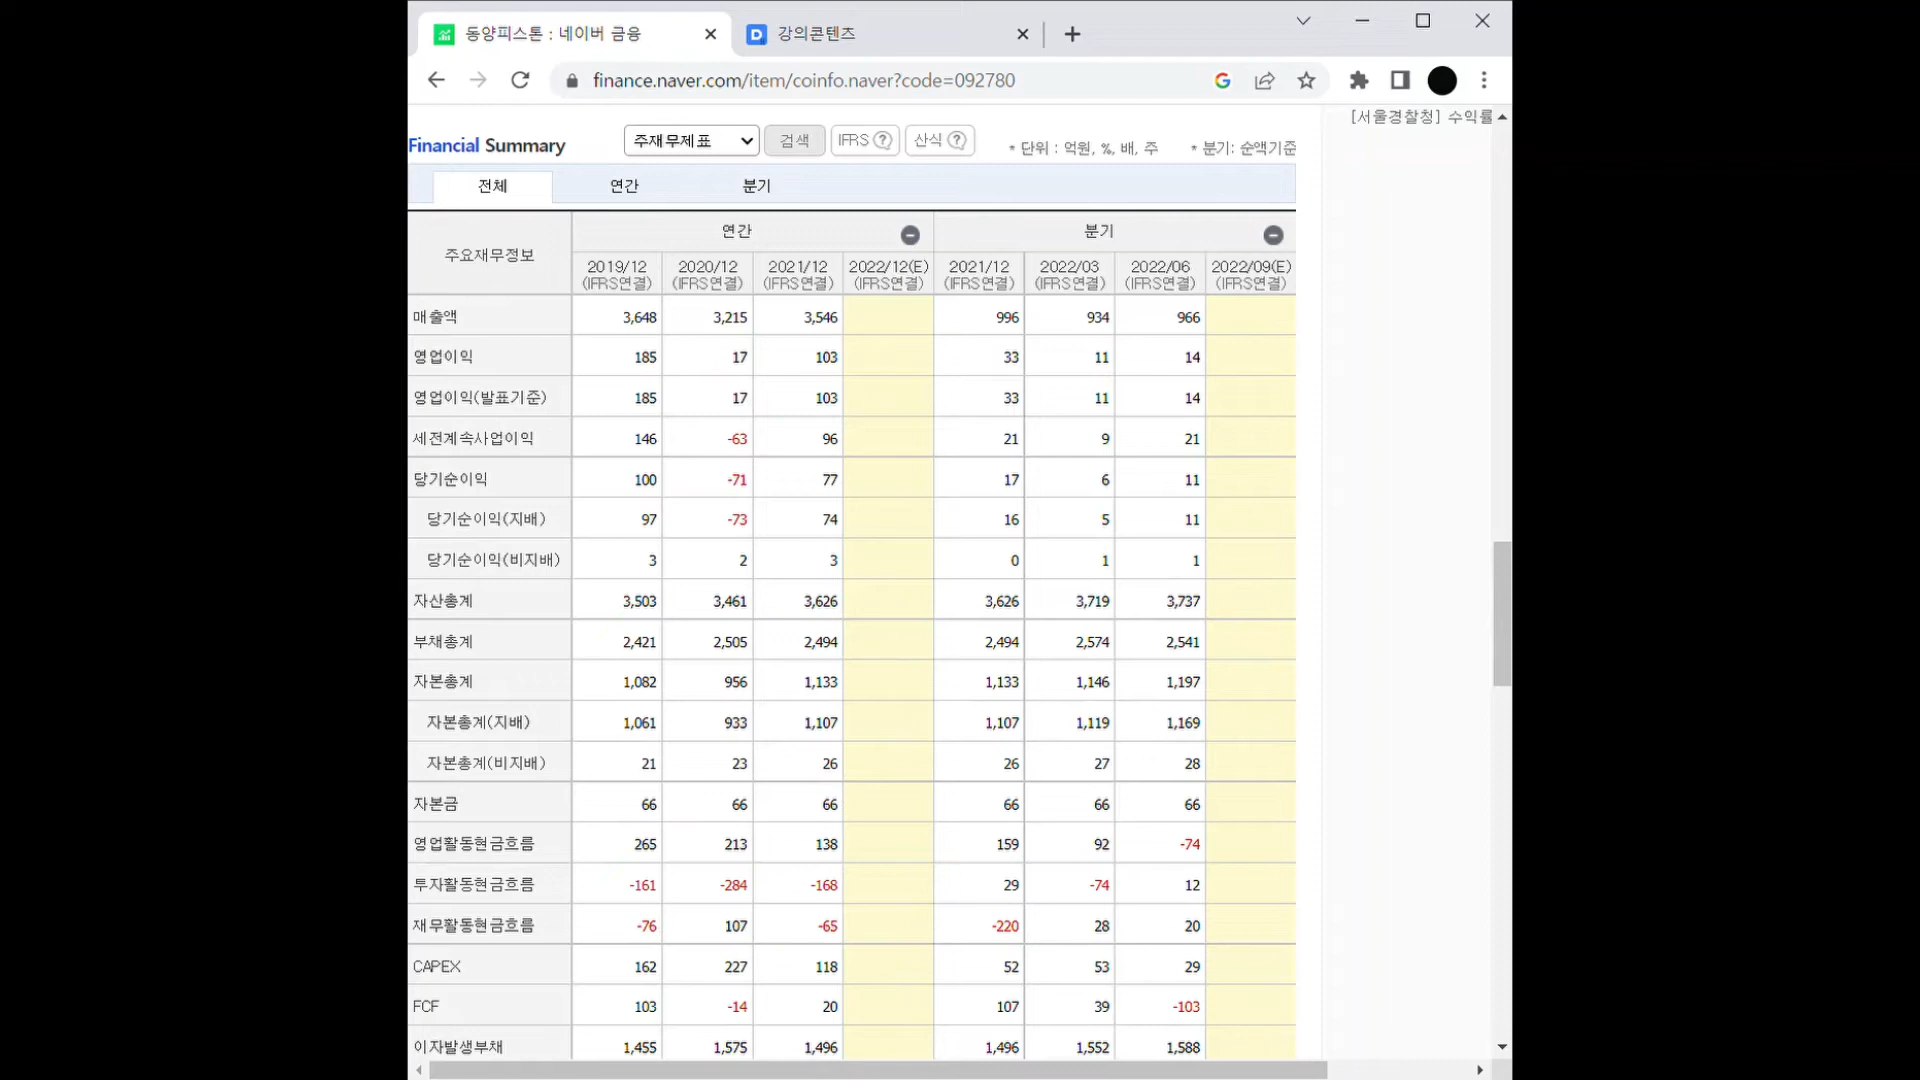 동양피스톤 : 네이버 금융
강의콘텐츠
finance.naver.com/item/coinfo.naver?code=092780
[서울경찰청] 수익률
Financial Summary 주재무제표 검색 IFRS ? 산식 ? * 단위 : 억원, %, 배, 주 * 분기: 순액기준
전체 연간 분기
주요재무정보 연간 분기
2019/12 2020/12 2021/12 2022/12(E) 2021/12 2022/03 2022/06 2022/09(E)
(IFRS연결) (IFRS연결) (IFRS연결) (IFRS연결) (IFRS연결) (IFRS연결) (IFRS연결) (IFRS연결)
매출액 3,648 3,215 3,546 996 934 966
영업이익 185 17 103 33 11 14
영업이익(발표기준) 185 17 103 33 11 14
세전계속사업이익 146 -63 96 21 9 21
당기순이익 100 -71 77 17 6 11
당기순이익(지배) 97 -73 74 16 5 11
당기순이익(비지배) 3 2 3 0 1 1
자산총계 3,503 3,461 3,626 3,626 3,719 3,737
부채총계 2,421 2,505 2,494 2,494 2,574 2,541
자본총계 1,082 956 1,133 1,133 1,146 1,197
자본총계(지배) 1,061 933 1,107 1,107 1,119 1,169
자본총계(비지배) 21 23 26 26 27 28
자본금 66 66 66 66 66 66
영업활동현금흐름 265 213 138 159 92 -74
투자활동현금흐름 -161 -284 -168 29 -74 12
재무활동현금흐름 -76 107 -65 -220 28 20
CAPEX 162 227 118 52 53 29
FCF 103 -14 20 107 39 -103
이자발생부채 1,455 1,575 1,496 1,496 1,552 1,588